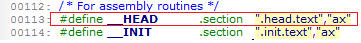 00112: /* For assembly routines */
00113: #define __HEAD .section ".head.text","ax"
00114: #define __INIT .section ".init.text","ax"